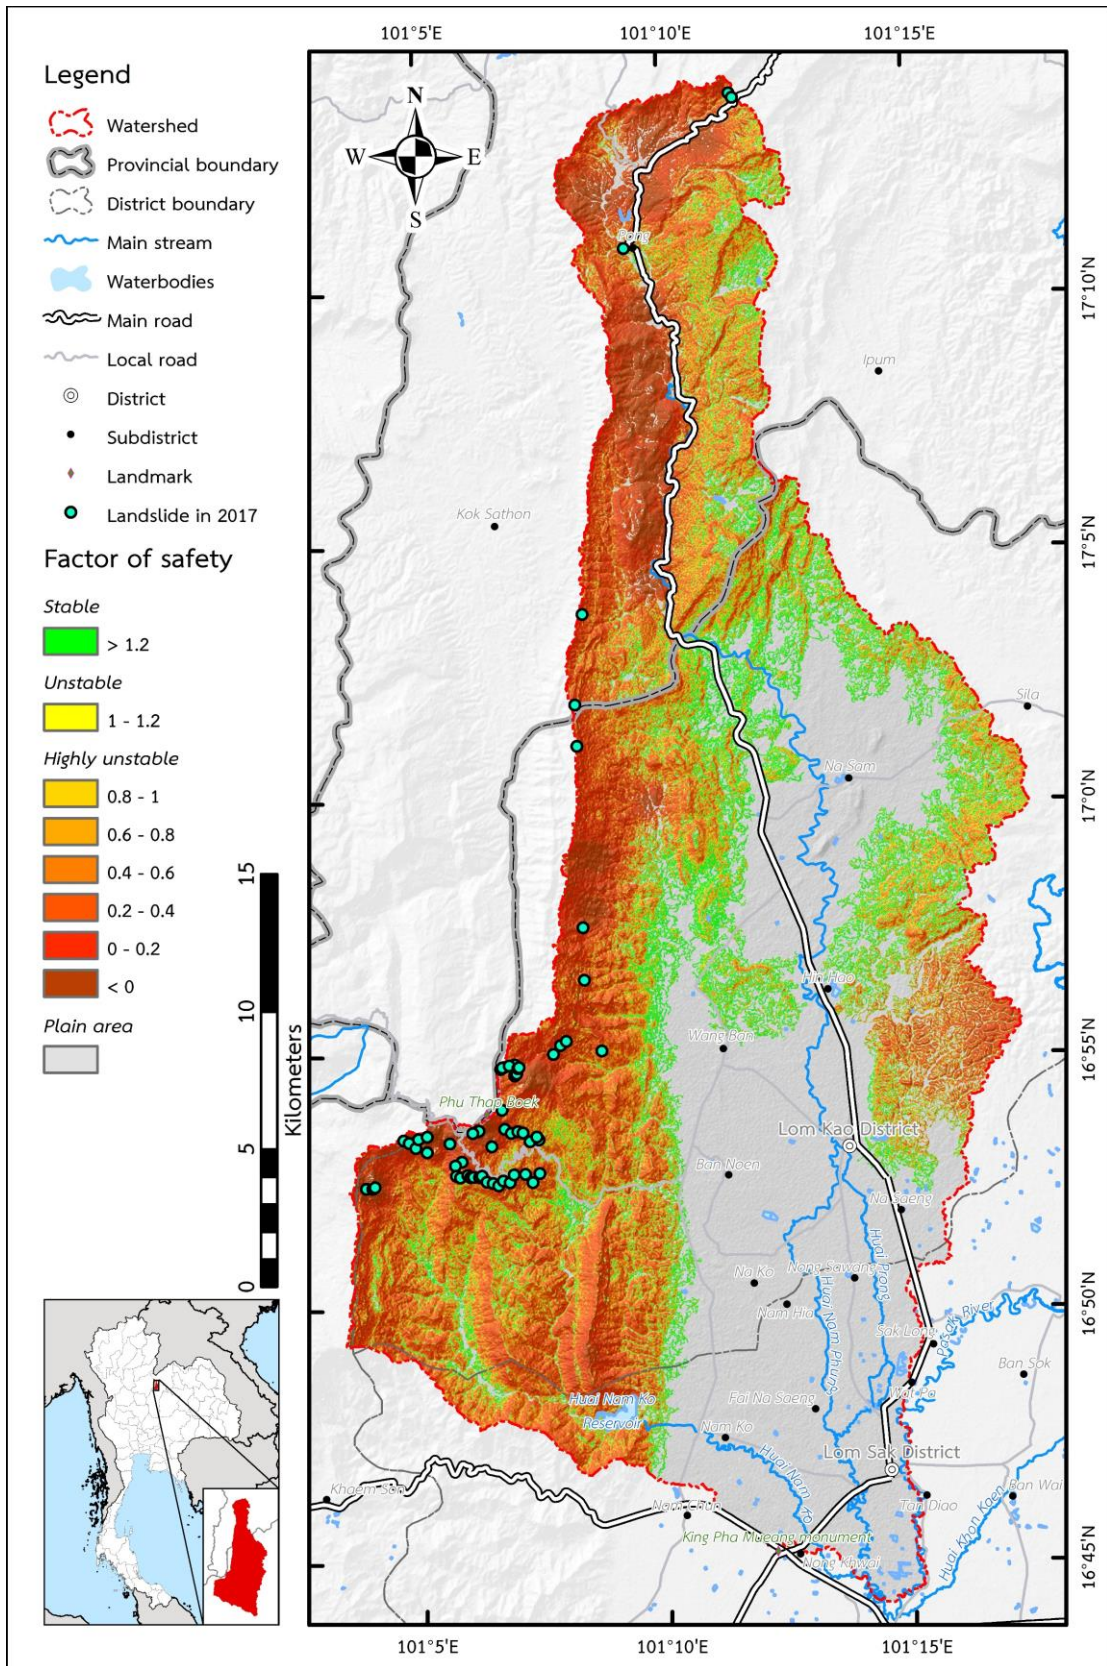 101°5'E
101°10'E
101°15'E
Legend
Watershed
Provincial boundary
District boundary
Main stream
Waterbodies
Main road
Local road
District
Subdistrict
Landmark
Landslide in 2017
Factor of safety
Stable
> 1.2
Unstable
1 - 1.2
Highly unstable
0.8 - 1
0.6 - 0.8
0.4 - 0.6
0.2 - 0.4
0 - 0.2
< 0
Plain area
15
10
5
0
Kilometers
N
W
E
S
Pong
Ipum
Kok Sathon
Sila
Na Sam
Hin Hao
Wang Ban
Phu Thap Boek
Lom Kao District
Ban Noen
Na Saeng
Na Ko
Nong Sawang
Nam Hia
Huai Prong
Huai Nam Phung
Sak Long
Pasak River
Ban Sok
Wat Pa
Huai Nam Ko
Reservoir
Fai Na Saeng
Nam Ko
Lom Sak District
Huai Nam Ko
Khaem Son
Nam Chun
Tan Diao
Ban Wai
Huai Khon Kaen
King Pha Mueang monument
Nong Khwai
17°10'N
17°5'N
17°0'N
16°55'N
16°50'N
16°45'N
101°5'E
101°10'E
101°15'E